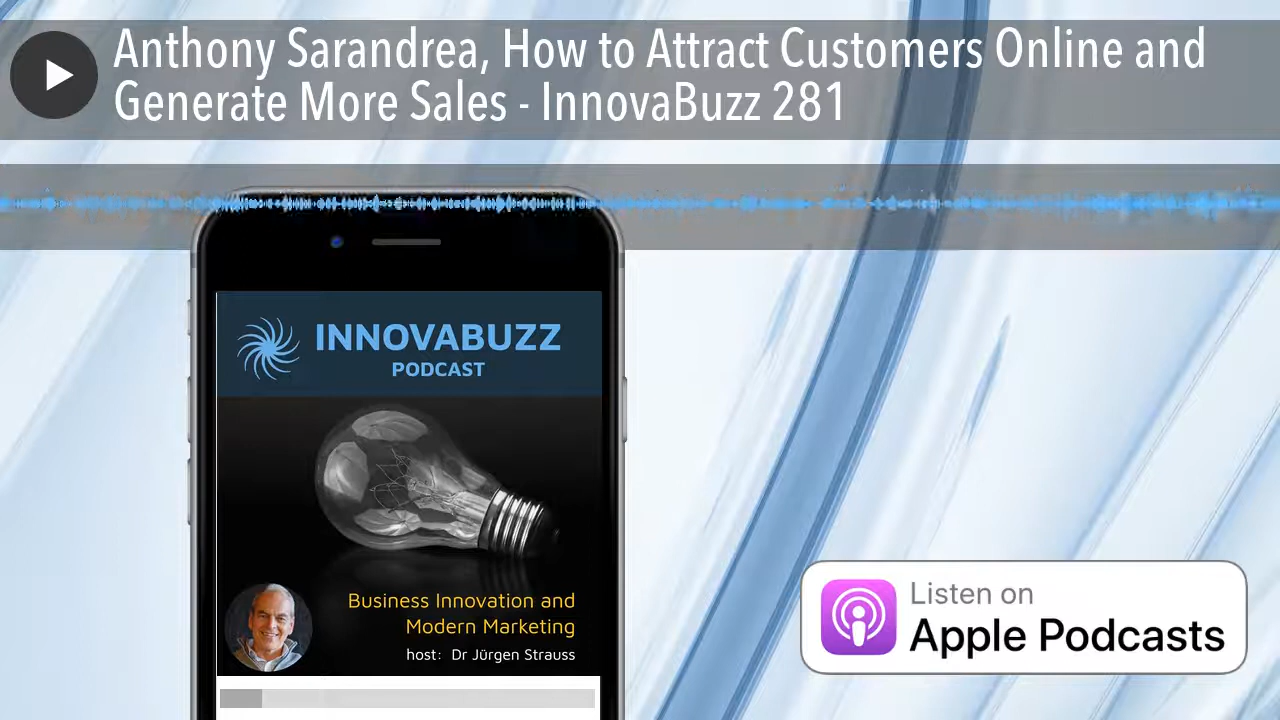 Anthony Sarandrea, How to Attract Customers Online and
Generate More Sales - InnovaBuzz 281
INNOVABUZZ
PODCAST
Business Innovation and
Modern Marketing
host: Dr Jürgen Strauss
Listen on
Apple Podcasts